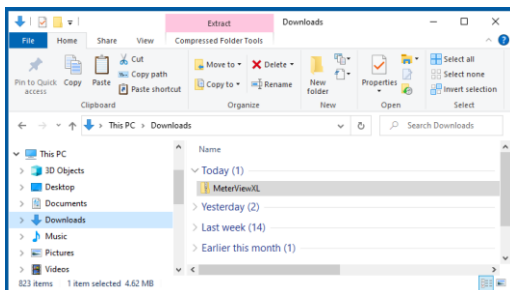 Extract
Downloads
File Home Share View Compressed Folder Tools
Pin to Quick access
Copy
Paste
Cut
Copy path
Paste shortcut
Clipboard
Move to
Copy to
Delete
Rename
Organize
New folder
New
Properties
Open
Select all
Select none
Invert selection
Select
This PC > Downloads
Search Downloads
This PC
3D Objects
Desktop
Documents
Downloads
Music
Pictures
Videos
Name
Today (1)
MeterViewXL
Yesterday (2)
Last week (14)
Earlier this month (1)
823 items 1 item selected 4.62 MB